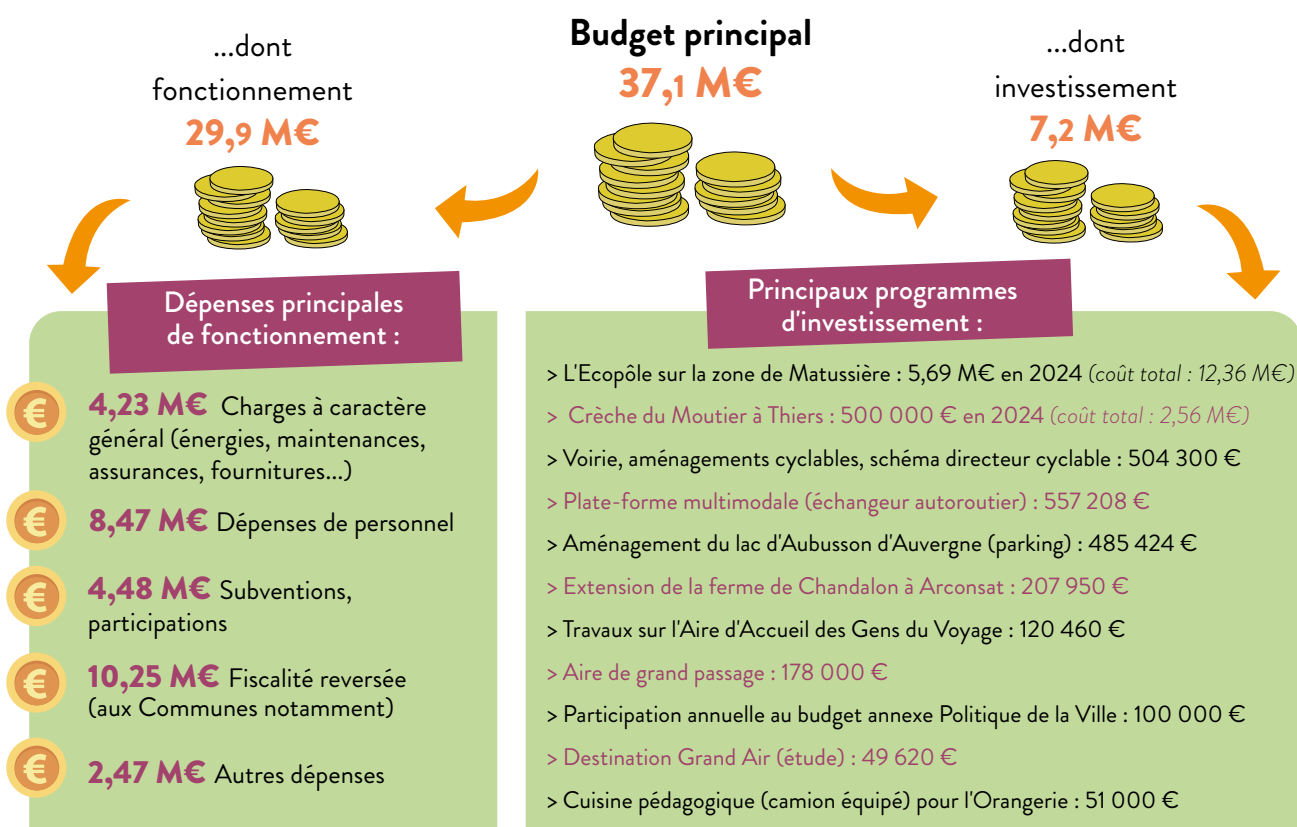 ...dont
fonctionnement
29,9 M€
Budget principal
37,1 M€
...dont
investissement
7,2 M€
Dépenses principales
de fonctionnement :
€ 4,23 M€ Charges à caractère
général (énergies, maintenances,
assurances, fournitures...)
€ 8,47 M€ Dépenses de personnel
€ 4,48 M€ Subventions,
participations
€ 10,25 M€ Fiscalité reversée
(aux Communes notamment)
€ 2,47 M€ Autres dépenses
Principaux programmes
d'investissement :
> L'Ecopôle sur la zone de Matussière : 5,69 M€ en 2024 (coût total : 12,36 M€)
> Crèche du Moutier à Thiers : 500 000 € en 2024 (coût total : 2,56 M€)
> Voirie, aménagements cyclables, schéma directeur cyclable : 504 300 €
> Plate-forme multimodale (échangeur autoroutier) : 557 208 €
> Aménagement du lac d'Aubusson d'Auvergne (parking) : 485 424 €
> Extension de la ferme de Chandalon à Arconsat : 207 950 €
> Travaux sur l'Aire d'Accueil des Gens du Voyage : 120 460 €
> Aire de grand passage : 178 000 €
> Participation annuelle au budget annexe Politique de la Ville : 100 000 €
> Destination Grand Air (étude) : 49 620 €
> Cuisine pédagogique (camion équipé) pour l'Orangerie : 51 000 €